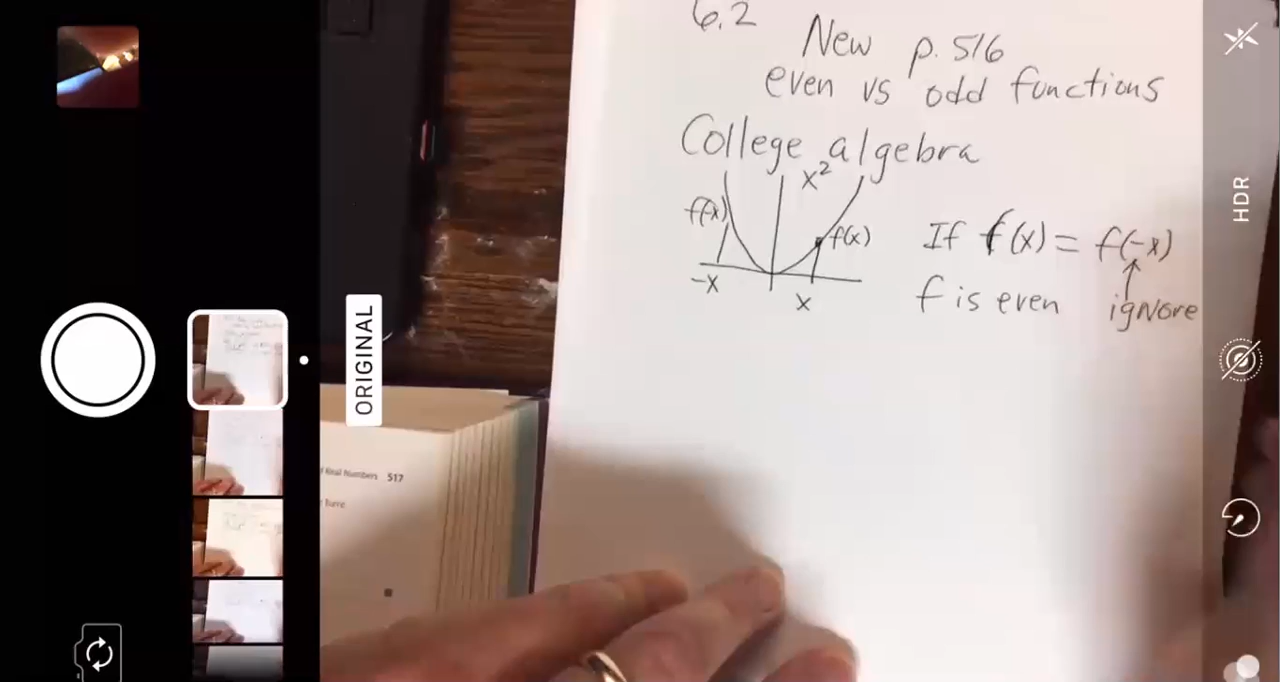 6.2
New p. 516
even vs odd functions
College algebra
x²
f(x)
f(x)
-x
x
If f(x) = f(-x)
f is even
ignore
ORIGINAL
HDR
Real Numbers 517